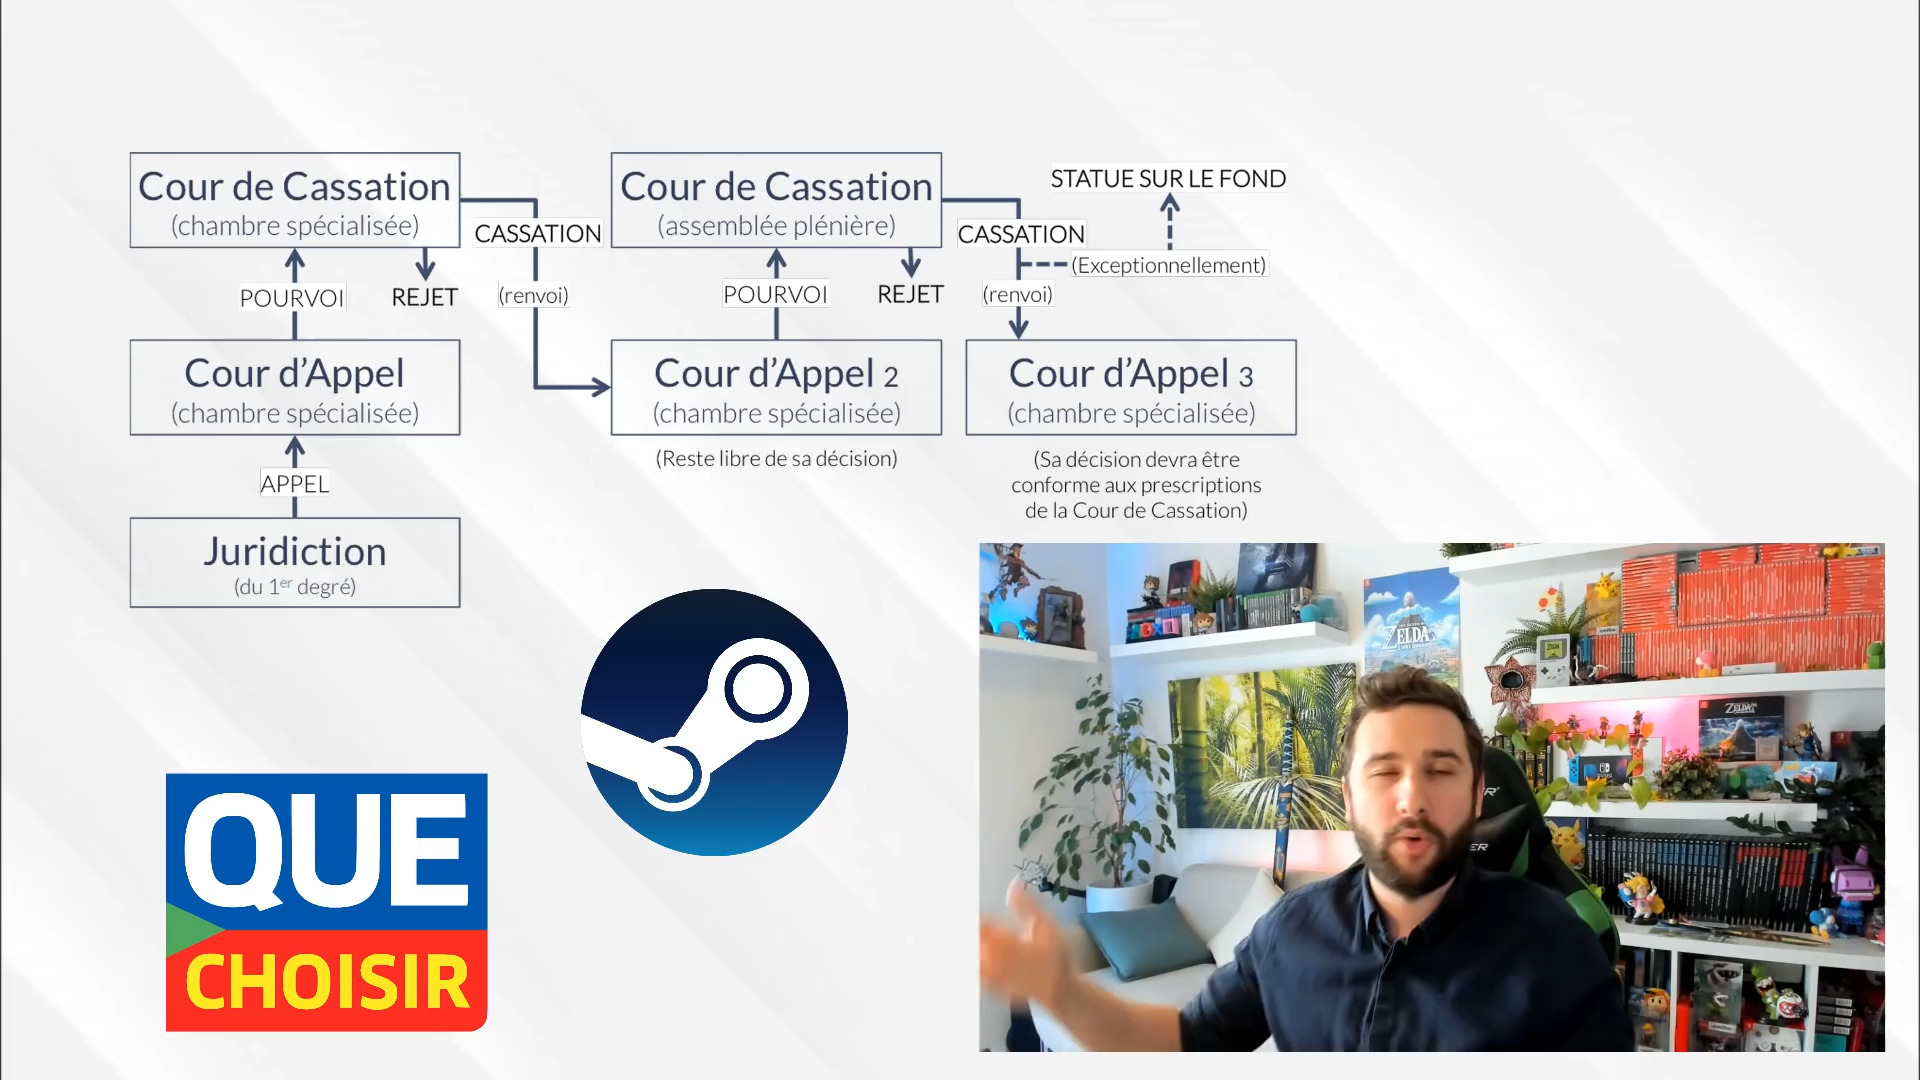 Cour de Cassation
(chambre spécialisée)
CASSATION
(renvoi)
POURVOI
REJET
Cour d'Appel
(chambre spécialisée)
APPEL
Juridiction
(du 1er degré)
Cour de Cassation
(assemblée plénière)
CASSATION
(renvoi)
POURVOI
REJET
Cour d'Appel 2
(chambre spécialisée)
(Reste libre de sa décision)
STATUE SUR LE FOND
(Exceptionnellement)
Cour d'Appel 3
(chambre spécialisée)
(Sa décision devra être
conforme aux prescriptions
de la Cour de Cassation)
QUE
CHOISIR
ZELDA
ZELDA